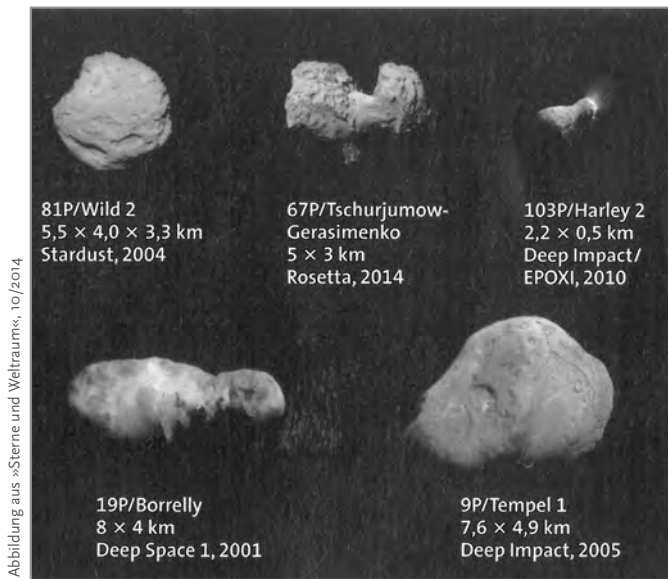 81P/Wild 2
5,5 × 4,0 × 3,3 km
Stardust, 2004
67P/Tschurjumow-
Gerasimenko
5 × 3 km
Rosetta, 2014
103P/Harley 2
2,2 × 0,5 km
Deep Impact/
EPOXI, 2010
19P/Borrelly
8 × 4 km
Deep Space 1, 2001
9P/Tempel 1
7,6 × 4,9 km
Deep Impact, 2005
Abbildung aus »Sterne und Weltraum«, 10/2014